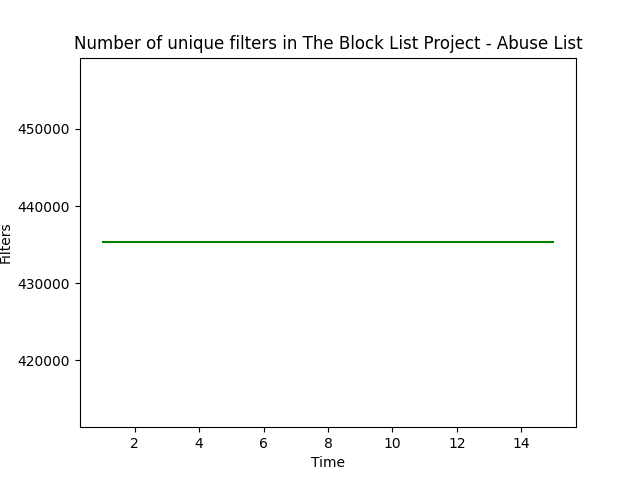 Number of unique filters in The Block List Project - Abuse List
450000
440000
430000
420000
Filters
2 4 6 8 10 12 14
Time